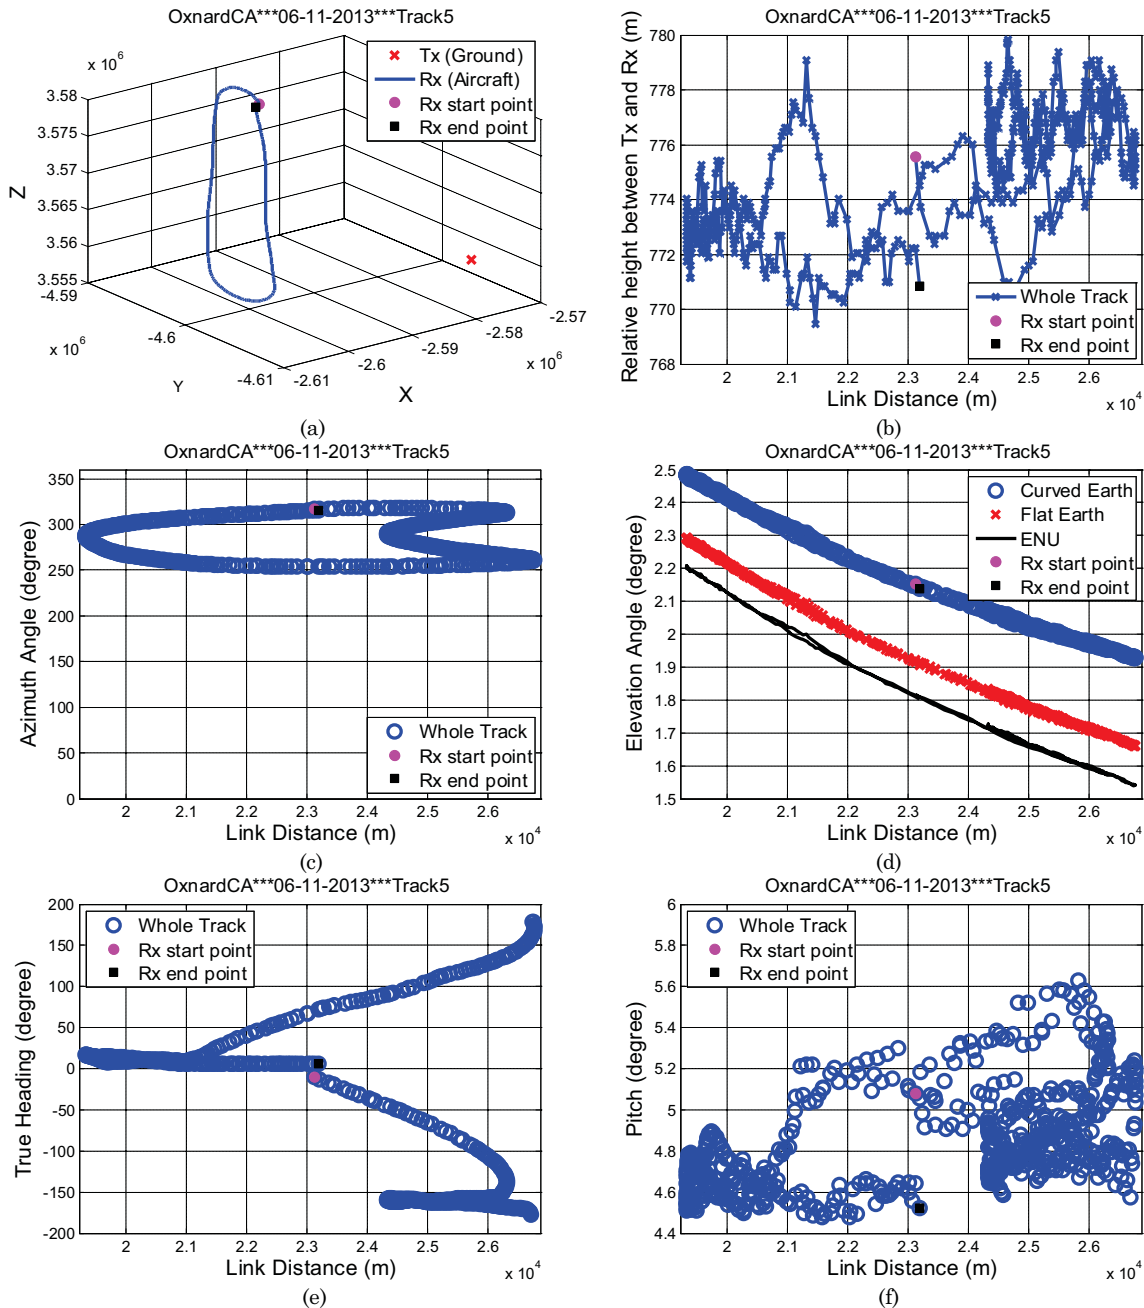 OxnardCA***06-11-2013***Track5
x 10^6
Tx (Ground)
Rx (Aircraft)
Rx start point
Rx end point
3.58
3.575
3.57
3.565
3.56
3.555
Z
-4.59
-4.6
-4.61
x 10^6
Y
-2.61
-2.6
-2.59
-2.58
-2.57
x 10^6
X
(a)
OxnardCA***06-11-2013***Track5
Relative height between Tx and Rx (m)
780
778
776
774
772
770
768
Whole Track
Rx start point
Rx end point
2 2.1 2.2 2.3 2.4 2.5 2.6
Link Distance (m)
x 10^4
(b)
OxnardCA***06-11-2013***Track5
Azimuth Angle (degree)
350
300
250
200
150
100
50
0
Whole Track
Rx start point
Rx end point
2 2.1 2.2 2.3 2.4 2.5 2.6
Link Distance (m)
x 10^4
(c)
OxnardCA***06-11-2013***Track5
Elevation Angle (degree)
2.5
2.4
2.3
2.2
2.1
2
1.9
1.8
1.7
1.6
1.5
Curved Earth
Flat Earth
ENU
Rx start point
Rx end point
2 2.1 2.2 2.3 2.4 2.5 2.6
Link Distance (m)
x 10^4
(d)
OxnardCA***06-11-2013***Track5
True Heading (degree)
200
150
100
50
0
-50
-100
-150
-200
Whole Track
Rx start point
Rx end point
2 2.1 2.2 2.3 2.4 2.5 2.6
Link Distance (m)
x 10^4
(e)
OxnardCA***06-11-2013***Track5
Pitch (degree)
6
5.8
5.6
5.4
5.2
5
4.8
4.6
4.4
Whole Track
Rx start point
Rx end point
2 2.1 2.2 2.3 2.4 2.5 2.6
Link Distance (m)
x 10^4
(f)